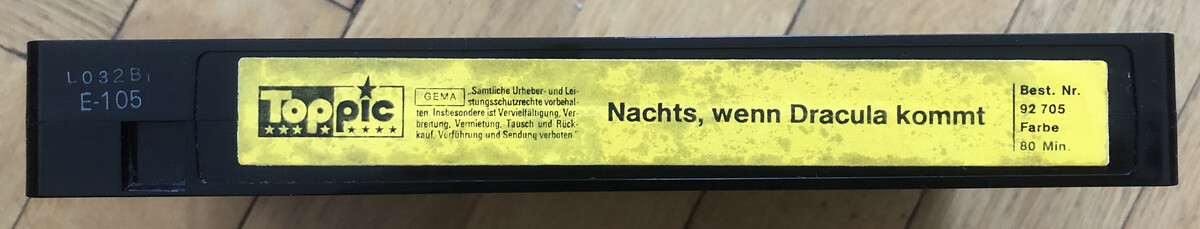 L032B1
E-105
Toppic
GEMA
„Sämtliche Urheber- und Lei-
stungsschutzrechte vorbehal-
ten. Insbesondere ist Vervielfältigung, Ver-
breitung, Vermietung, Tausch und Rück-
kauf, Vorführung und Sendung verboten"
Nachts, wenn Dracula kommt
Best. Nr.
92 705
Farbe
80 Min.